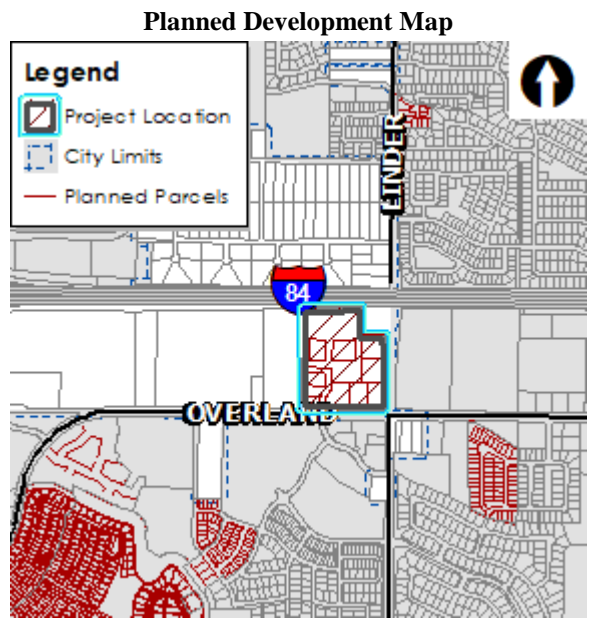 Planned Development Map
Legend
Project Location
City Limits
Planned Parcels
LINDER
84
OVERLAND